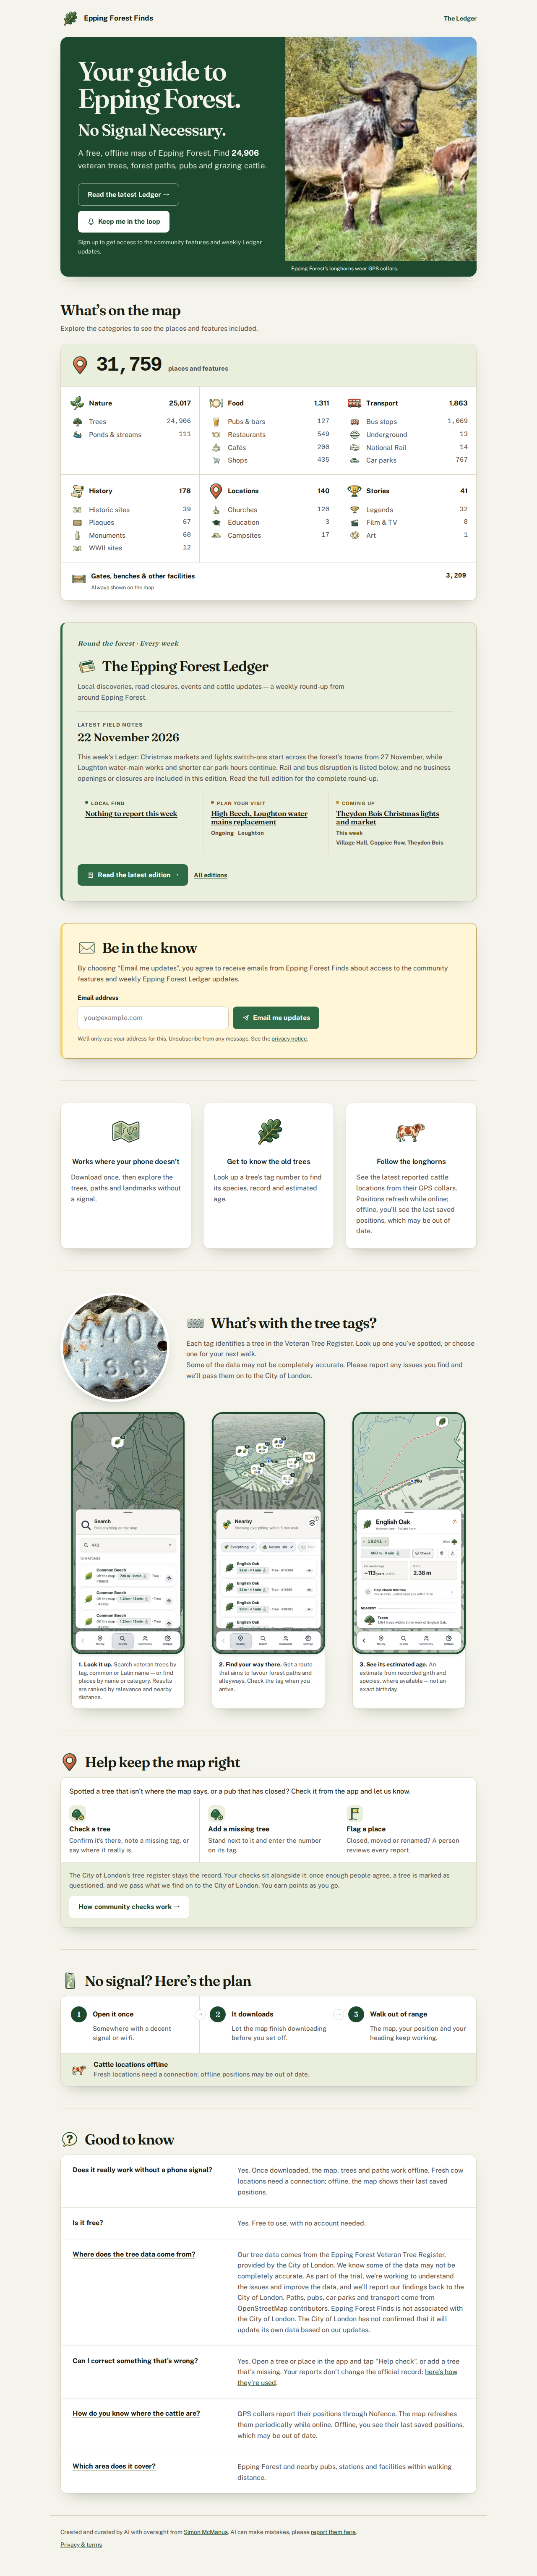 Epping Forest Finds
The Ledger
Your guide to
Epping Forest.
No Signal Necessary.
A free, offline map of Epping Forest. Find 24,906
veteran trees, forest paths, pubs and grazing cattle.
Read the latest Ledger →
Keep me in the loop
Sign up to get access to the community features and weekly Ledger
updates.
Epping Forest's longhorns wear GPS collars.
What's on the map
Explore the categories to see the places and features included.
31,759 places and features
Nature 25,017
Trees 24,906
Ponds & streams 111
Food 1,311
Pubs & bars 127
Restaurants 549
Cafés 200
Shops 435
Transport 1,863
Bus stops 1,069
Underground 13
National Rail 14
Car parks 767
History 178
Historic sites 39
Plaques 67
Monuments 60
WWII sites 12
Locations 140
Churches 120
Education 3
Campsites 17
Stories 41
Legends 32
Film & TV 8
Art 1
Gates, benches & other facilities 3,209
Always shown on the map
Round the forest · Every week
The Epping Forest Ledger
Local discoveries, road closures, events and cattle updates — a weekly round-up from
around Epping Forest.
LATEST FIELD NOTES
22 November 2026
This week's Ledger: Christmas markets and lights switch-ons start across the forest's towns from 27 November, while
Loughton water-main works and shorter car park hours continue. Rail and bus disruption is listed below, and no business
openings or closures are included in this edition. Read the full edition for the complete round-up.
LOCAL FIND
Nothing to report this week
PLAN YOUR VISIT
High Beech, Loughton water
mains replacement
Ongoing · Loughton
COMING UP
Theydon Bois Christmas lights
and market
This week
Village Hall, Coppice Row, Theydon Bois
Read the latest edition →
All editions
Be in the know
By choosing “Email me updates”, you agree to receive emails from Epping Forest Finds about access to the community
features and weekly Epping Forest Ledger updates.
Email address
you@example.com
Email me updates
We'll only use your address for this. Unsubscribe from any message. See the privacy notice.
Works where your phone doesn't
Download once, then explore the
trees, paths and landmarks without
a signal.
Get to know the old trees
Look up a tree's tag number to find
its species, record and estimated
age.
Follow the longhorns
See the latest reported cattle
locations from their GPS collars.
Positions refresh while online;
offline, you'll see the last saved
positions, which may be out of
date.
What's with the tree tags?
Each tag identifies a tree in the Veteran Tree Register. Look up one you've spotted, or choose
one for your next walk.
Some of the data may not be completely accurate. Please report any issues you find and
we'll pass them on to the City of London.
Search
Find anything on the map
440
Common Beech
Common Beech
Common Beech
Nearby
Showing everything within 5 min walk
Everything
Nature
English Oak
English Oak
English Oak
English Oak
English Oak
18241
2.38 m
Help check this tree
NEAREST
Trees
1. Look it up. Search veteran trees by
tag, common or Latin name — or find
places by name or category. Results
are ranked by relevance and nearby
distance.
2. Find your way there. Get a route
that aims to favour forest paths and
alleyways. Check the tag when you
arrive.
3. See its estimated age. An
estimate from recorded girth and
species, where available — not an
exact birthday.
Help keep the map right
Spotted a tree that isn't where the map says, or a pub that has closed? Check it from the app and let us know.
Check a tree
Confirm it's there, note a missing tag, or
say where it really is.
Add a missing tree
Stand next to it and enter the number
on its tag.
Flag a place
Closed, moved or renamed? A person
reviews every report.
The City of London's tree register stays the record. Your checks sit alongside it: once enough people agree, a tree is marked as
questioned, and we pass what we find on to the City of London. You earn points as you go.
How community checks work →
No signal? Here's the plan
1 Open it once
Somewhere with a decent
signal or wi-fi.
2 It downloads
Let the map finish downloading
before you set off.
3 Walk out of range
The map, your position and your
heading keep working.
Cattle locations offline
Fresh locations need a connection; offline positions may be out of date.
Good to know
Does it really work without a phone signal?
Yes. Once downloaded, the map, trees and paths work offline. Fresh cow
locations need a connection; offline, the map shows their last saved
positions.
Is it free?
Yes. Free to use, with no account needed.
Where does the tree data come from?
Our tree data comes from the Epping Forest Veteran Tree Register,
provided by the City of London. We know some of the data may not be
completely accurate. As part of the trial, we're working to understand
the issues and improve the data, and we'll report our findings back to the
City of London. Paths, pubs, car parks and transport come from
OpenStreetMap contributors. Epping Forest Finds is not associated with
the City of London. The City of London has not confirmed that it will
update its own data based on our updates.
Can I correct something that's wrong?
Yes. Open a tree or place in the app and tap “Help check”, or add a tree
that's missing. Your reports don't change the official record: here's how
they're used.
How do you know where the cattle are?
GPS collars report their positions through Nofence. The map refreshes
them periodically while online. Offline, you see their last saved positions,
which may be out of date.
Which area does it cover?
Epping Forest and nearby pubs, stations and facilities within walking
distance.
Created and curated by AI with oversight from Simon McManus. AI can make mistakes, please report them here.
Privacy & terms